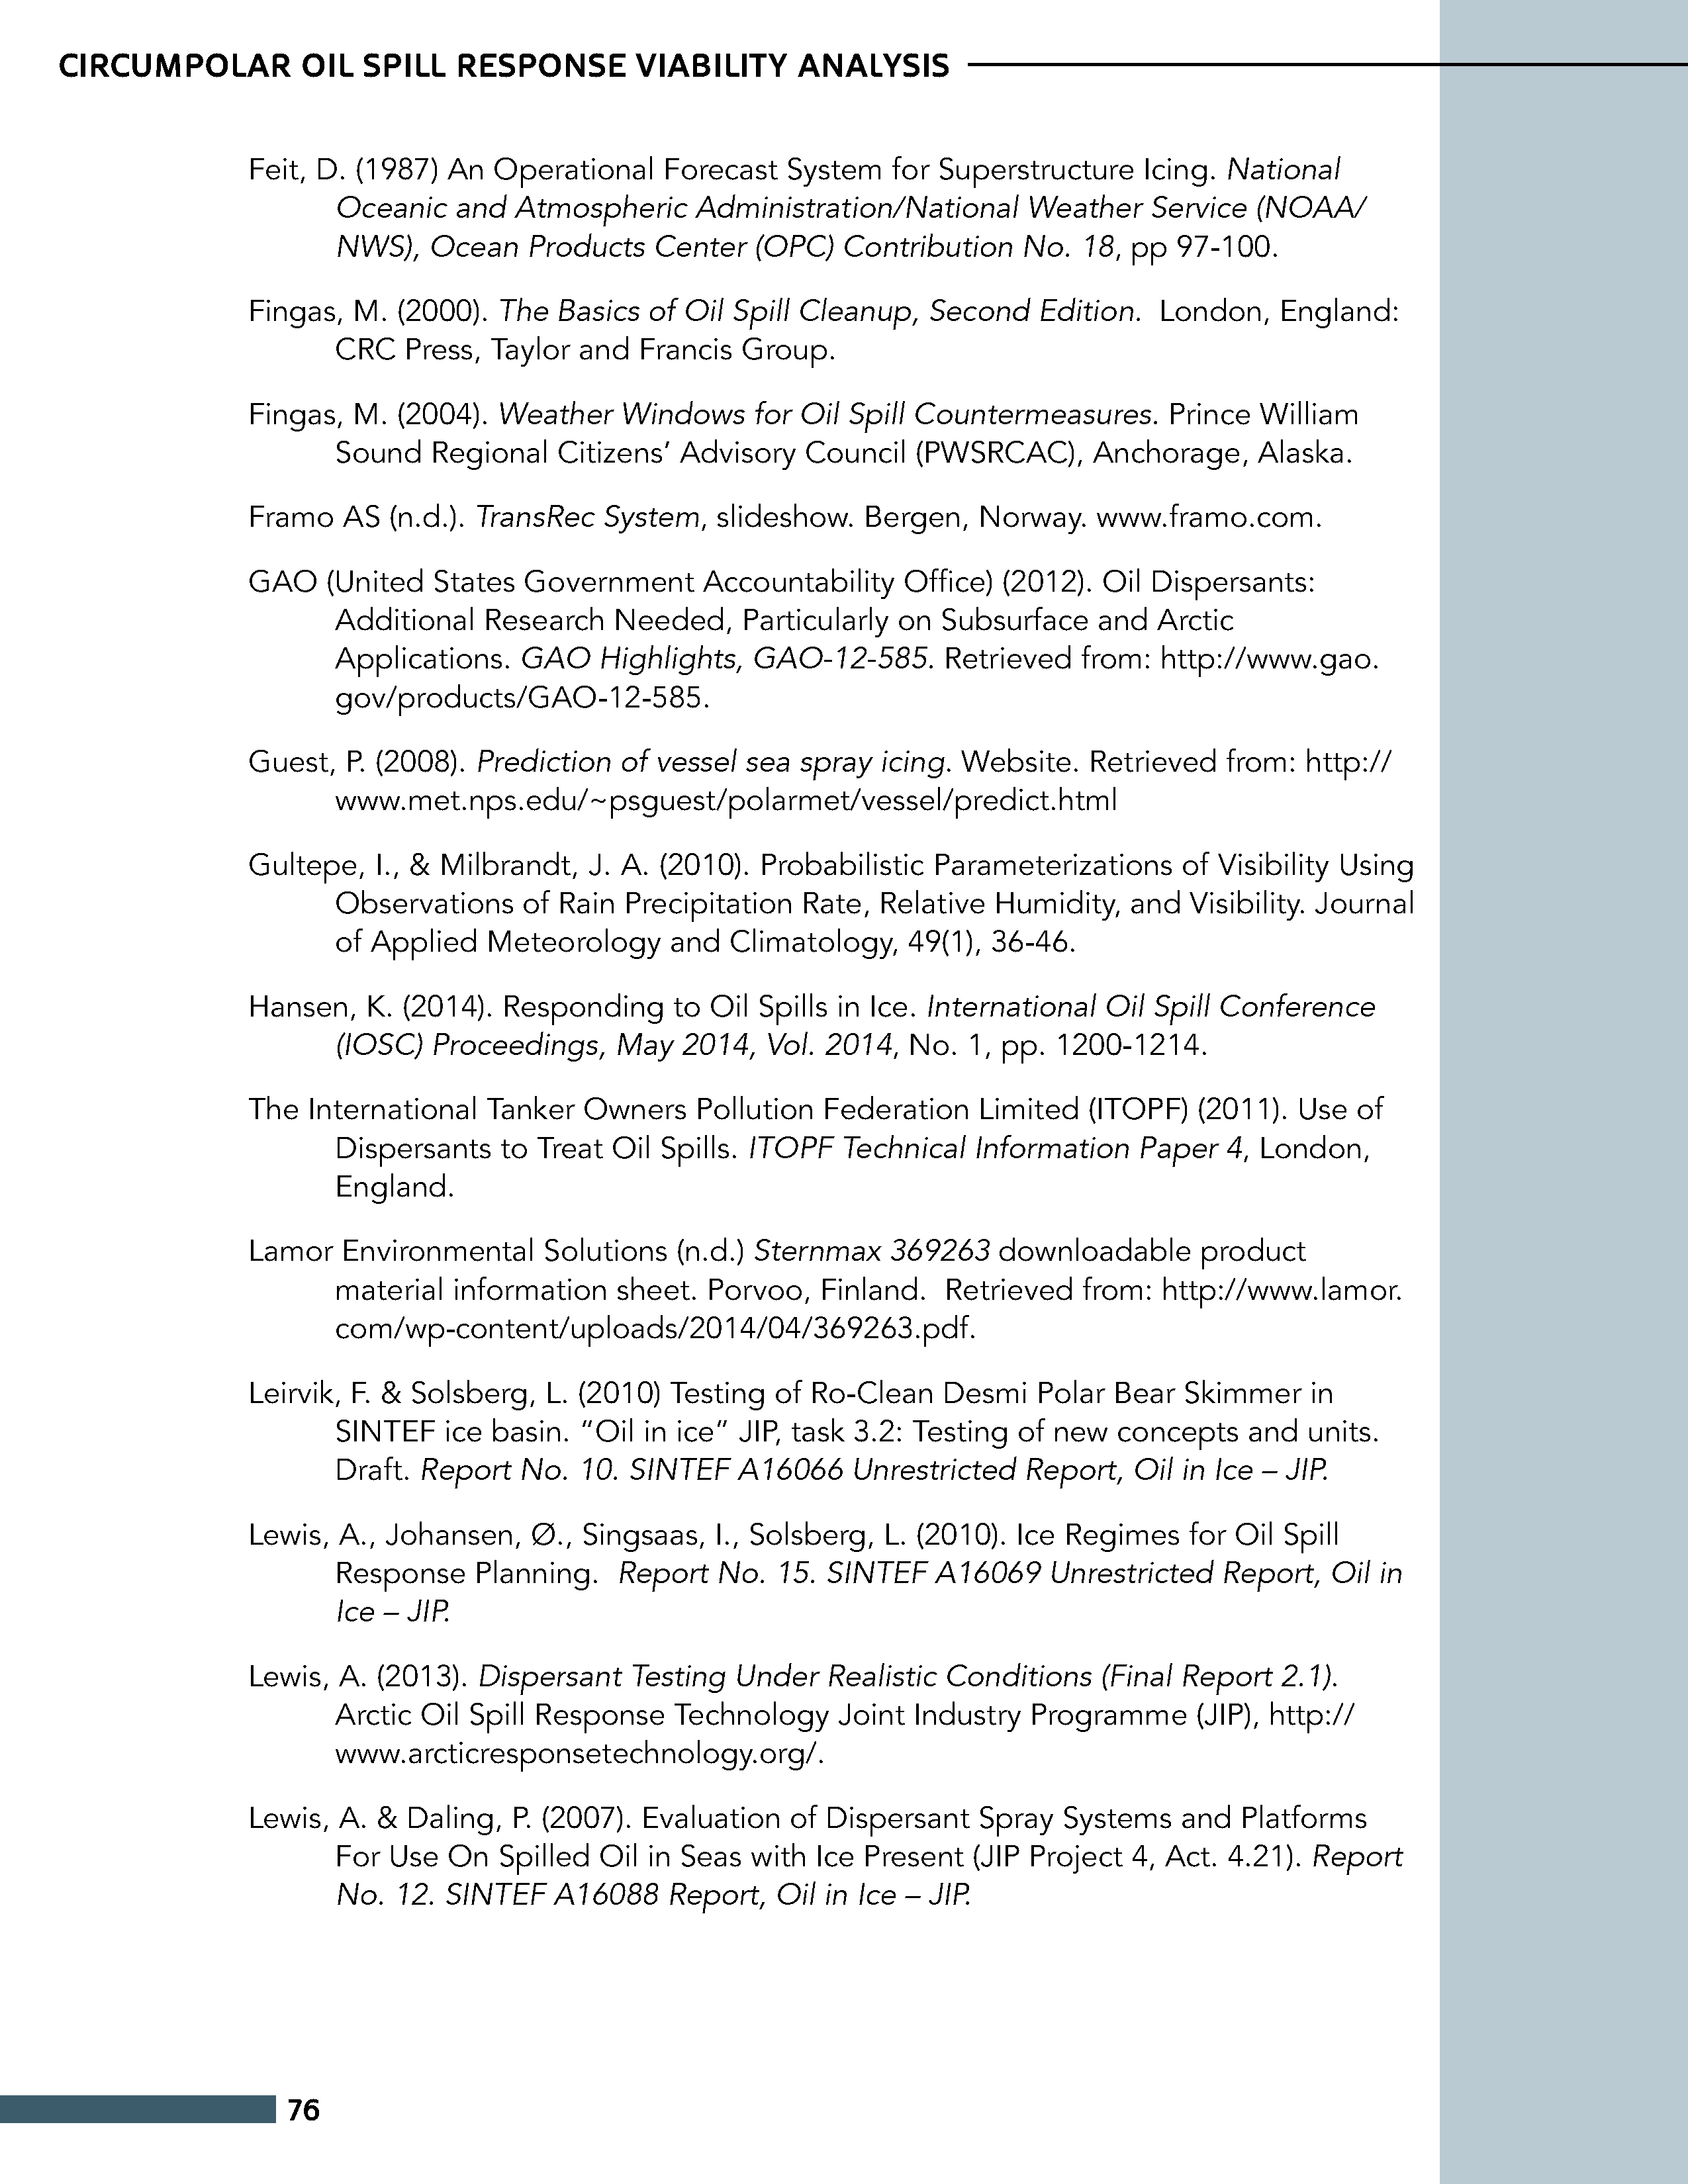 CIRCUMPOLAR OIL SPILL RESPONSE VIABILITY ANALYSIS
Feit, D. (1987) An Operational Forecast System for Superstructure Icing. National
Oceanic and Atmospheric Administration/National Weather Service (NOAA/
NWS), Ocean Products Center (OPC) Contribution No. 18, pp 97-100.
Fingas, M. (2000). The Basics of Oil Spill Cleanup, Second Edition.  London, England:
CRC Press, Taylor and Francis Group.
Fingas, M. (2004). Weather Windows for Oil Spill Countermeasures. Prince William
Sound Regional Citizens’ Advisory Council (PWSRCAC), Anchorage, Alaska.
Framo AS (n.d.). TransRec System, slideshow. Bergen, Norway. www.framo.com.
GAO (United States Government Accountability Office) (2012). Oil Dispersants:
Additional Research Needed, Particularly on Subsurface and Arctic
Applications. GAO Highlights, GAO-12-585. Retrieved from: http://www.gao.
gov/products/GAO-12-585.
Guest, P. (2008). Prediction of vessel sea spray icing. Website. Retrieved from: http://
www.met.nps.edu/~psguest/polarmet/vessel/predict.html
Gultepe, I., & Milbrandt, J. A. (2010). Probabilistic Parameterizations of Visibility Using
Observations of Rain Precipitation Rate, Relative Humidity, and Visibility. Journal
of Applied Meteorology and Climatology, 49(1), 36-46.
Hansen, K. (2014). Responding to Oil Spills in Ice. International Oil Spill Conference
(IOSC) Proceedings, May 2014, Vol. 2014, No. 1, pp. 1200-1214.
The International Tanker Owners Pollution Federation Limited (ITOPF) (2011). Use of
Dispersants to Treat Oil Spills. ITOPF Technical Information Paper 4, London,
England.
Lamor Environmental Solutions (n.d.) Sternmax 369263 downloadable product
material information sheet. Porvoo, Finland.  Retrieved from: http://www.lamor.
com/wp-content/uploads/2014/04/369263.pdf.
Leirvik, F. & Solsberg, L. (2010) Testing of Ro-Clean Desmi Polar Bear Skimmer in
SINTEF ice basin. “Oil in ice” JIP, task 3.2: Testing of new concepts and units.
Draft. Report No. 10. SINTEF A16066 Unrestricted Report, Oil in Ice – JIP.
Lewis, A., Johansen, Ø., Singsaas, I., Solsberg, L. (2010). Ice Regimes for Oil Spill
Response Planning.  Report No. 15. SINTEF A16069 Unrestricted Report, Oil in
Ice – JIP.
Lewis, A. (2013). Dispersant Testing Under Realistic Conditions (Final Report 2.1).
Arctic Oil Spill Response Technology Joint Industry Programme (JIP), http://
www.arcticresponsetechnology.org/.
Lewis, A. & Daling, P. (2007). Evaluation of Dispersant Spray Systems and Platforms
For Use On Spilled Oil in Seas with Ice Present (JIP Project 4, Act. 4.21). Report
No. 12. SINTEF A16088 Report, Oil in Ice – JIP.
76